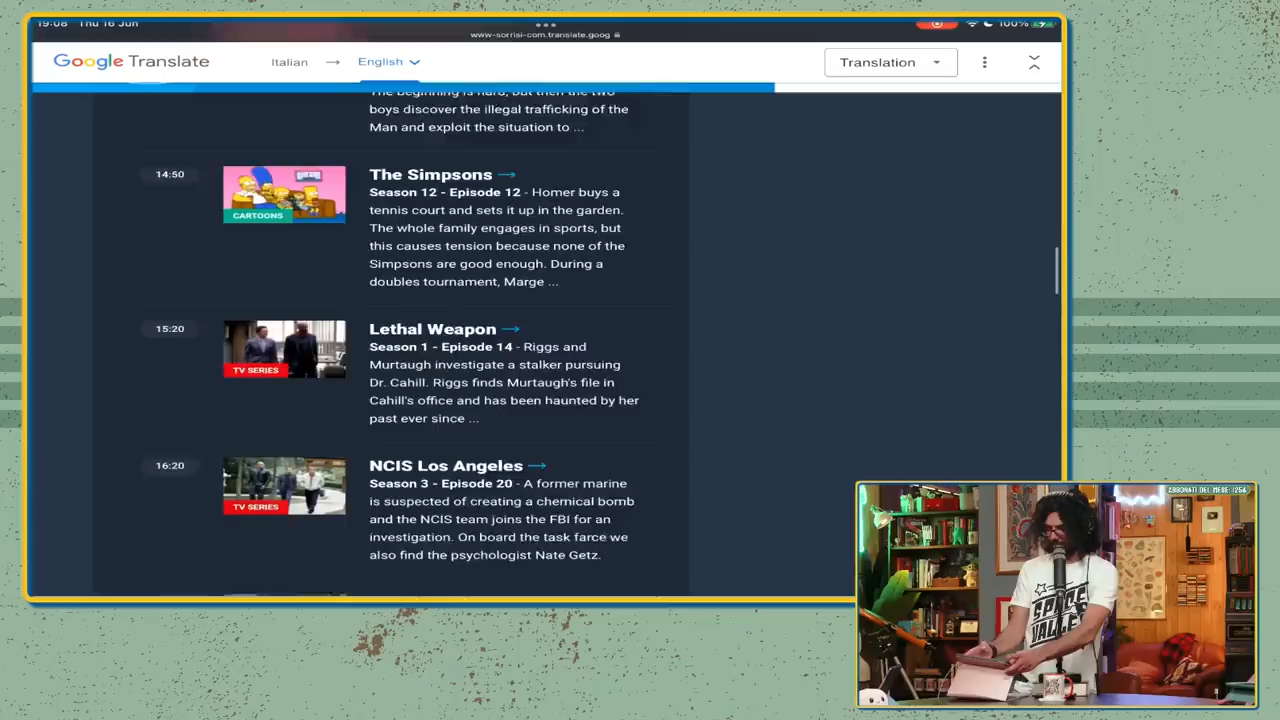 19:08 Thu 16 Jun
100%
www-sorrisi-com.translate.goog
Google Translate
Italian → English
Translation
The beginning is hard, but then the two
boys discover the illegal trafficking of the
Man and exploit the situation to ...
14:50
CARTOONS
The Simpsons →
Season 12 - Episode 12 - Homer buys a
tennis court and sets it up in the garden.
The whole family engages in sports, but
this causes tension because none of the
Simpsons are good enough. During a
doubles tournament, Marge ...
15:20
TV SERIES
Lethal Weapon →
Season 1 - Episode 14 - Riggs and
Murtaugh investigate a stalker pursuing
Dr. Cahill. Riggs finds Murtaugh's file in
Cahill's office and has been haunted by her
past ever since ...
16:20
TV SERIES
NCIS Los Angeles →
Season 3 - Episode 20 - A former marine
is suspected of creating a chemical bomb
and the NCIS team joins the FBI for an
investigation. On board the task farce we
also find the psychologist Nate Getz.
ABBONATI DEL MESE: 1254
SPACE
VALLEY